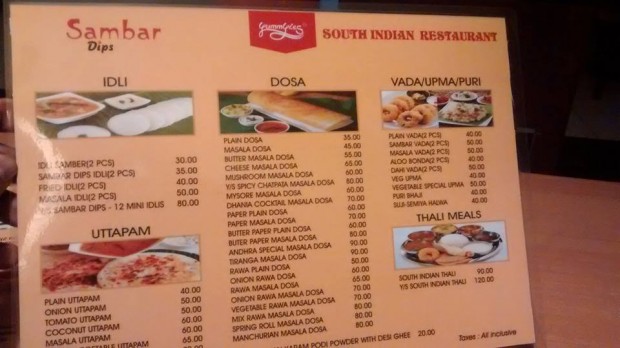 Sambar
Dips
yummGrëes
SOUTH INDIAN RESTAURANT
IDLI
IDLI SAMBER(2 PCS) 30.00
SAMBAR DIPS IDLI(2 PCS) 35.00
FRIED IDLI(2 PCS) 40.00
MASALA IDLI(2 PCS) 50.00
Y/S SAMBAR DIPS - 12 MINI IDLIS 80.00
UTTAPAM
PLAIN UTTAPAM 40.00
ONION UTTAPAM 50.00
TOMATO UTTAPAM 60.00
COCONUT UTTAPAM 60.00
MASALA UTTAPAM 65.00
UTTAPAM
DOSA
PLAIN DOSA 35.00
MASALA DOSA 45.00
BUTTER MASALA DOSA 55.00
CHEESE MASALA DOSA 65.00
MUSHROOM MASALA DOSA 60.00
Y/S SPICY CHATPATA MASALA DOSA 80.00
MYSORE MASALA DOSA 60.00
DHANIA COCKTAIL MASALA DOSA 70.00
PAPER PLAIN DOSA 60.00
PAPER MASALA DOSA 70.00
BUTTER PAPER PLAIN DOSA 70.00
BUTER PAPER MASALA DOSA 80.00
ANDHRA SPECIAL MASALA DOSA 90.00
TIRANGA MASALA DOSA 90.00
RAWA PLAIN DOSA 50.00
ONION RAWA DOSA 60.00
RAWA MASALA DOSA 60.00
ONION RAWA MASALA DOSA 70.00
VEGETABLE RAWA MASALA DOSA 70.00
MIX RAWA MASALA DOSA 70.00
SPRING ROLL MASALA DOSA 80.00
MANCHURIAN MASALA DOSA 80.00
PODI POWDER WITH DESI GHEE 20.00
VADA/UPMA/PURI
PLAIN VADA(2 PCS) 40.00
SAMBAR VADA(2 PCS) 40.00
MASALA VADA(2 PCS) 50.00
ALOO BONDA(2 PCS) 40.00
DAHI VADA(2 PCS) 50.00
VEG UPMA 40.00
VEGETABLE SPECIAL UPMA 50.00
PURI BHAJI 40.00
SUJI-SEMIYA HALWA 40.00
THALI MEALS
SOUTH INDIAN THALI 90.00
Y/S SOUTH INDIAN THALI 120.00
Taxes : All inclusive